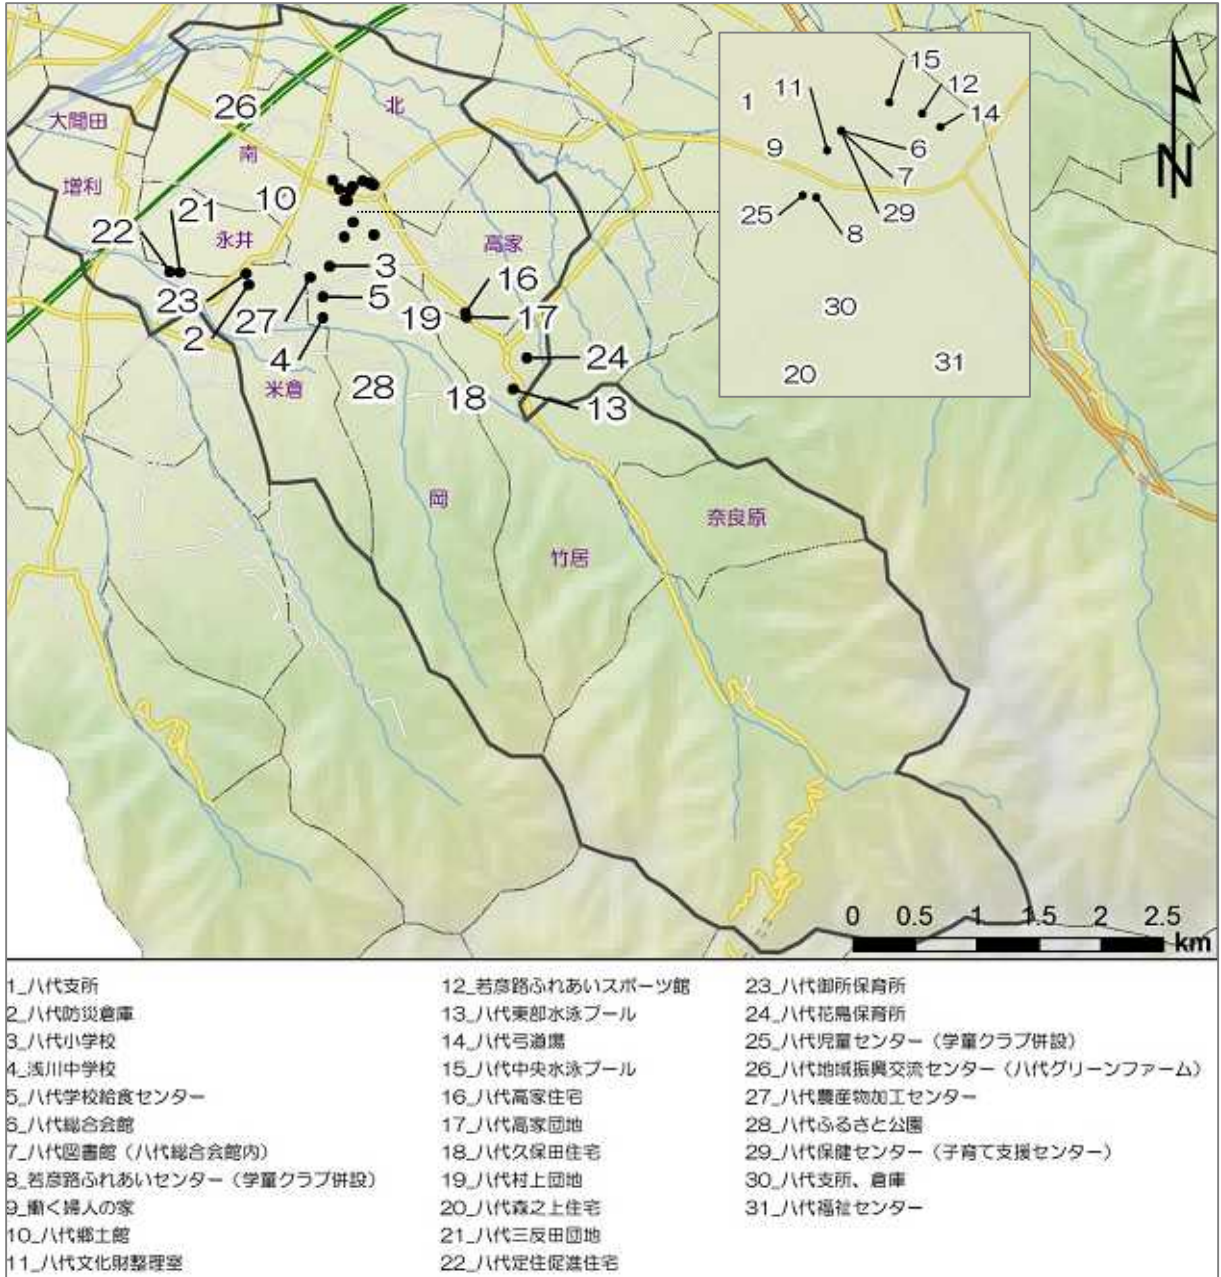 26
北
大間田
南
増利
10
21
22
永井
高家
3
16
23
5
27
19
17
2
4
24
米倉
28
18
13
岡
奈良原
竹居
15
11
12
1
14
9
6
7
25
29
8
30
31
20
N
0 0.5 1 1.5 2 2.5
km
1_八代支所
2_八代防災倉庫
3_八代小学校
4_浅川中学校
5_八代学校給食センター
6_八代総合会館
7_八代図書館（八代総合会館内）
8_若彦路ふれあいセンター（学童クラブ併設）
9_働く婦人の家
10_八代郷土館
11_八代文化財整理室
12_若彦路ふれあいスポーツ館
13_八代東部水泳プール
14_八代弓道場
15_八代中央水泳プール
16_八代高家住宅
17_八代高家団地
18_八代久保田住宅
19_八代村上団地
20_八代森之上住宅
21_八代三反田団地
22_八代定住促進住宅
23_八代御所保育所
24_八代花鳥保育所
25_八代児童センター（学童クラブ併設）
26_八代地域振興交流センター（八代グリーンファーム）
27_八代農産物加工センター
28_八代ふるさと公園
29_八代保健センター（子育て支援センター）
30_八代支所、倉庫
31_八代福祉センター